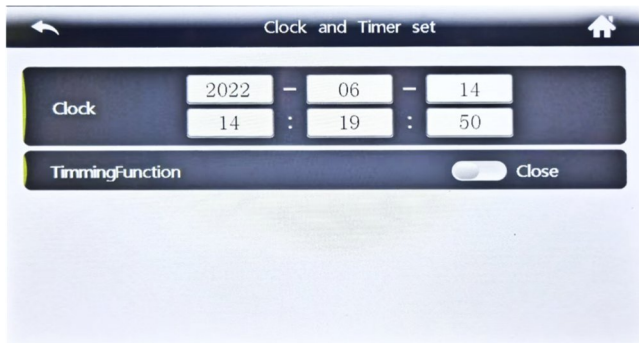 Clock and Timer set
Clock 2022 – 06 – 14
14 : 19 : 50
TimmingFunction Close